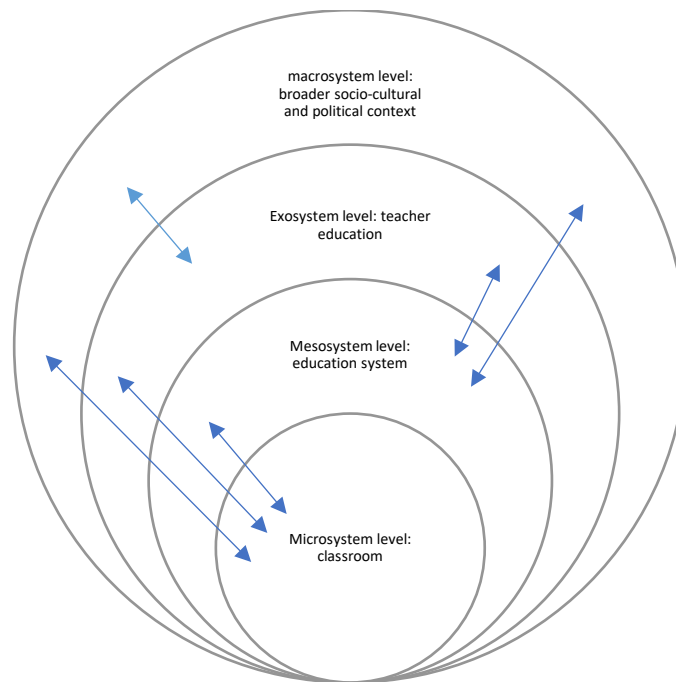 macrosystem level:
broader socio-cultural
and political context
Exosystem level: teacher
education
Mesosystem level:
education system
Microsystem level:
classroom